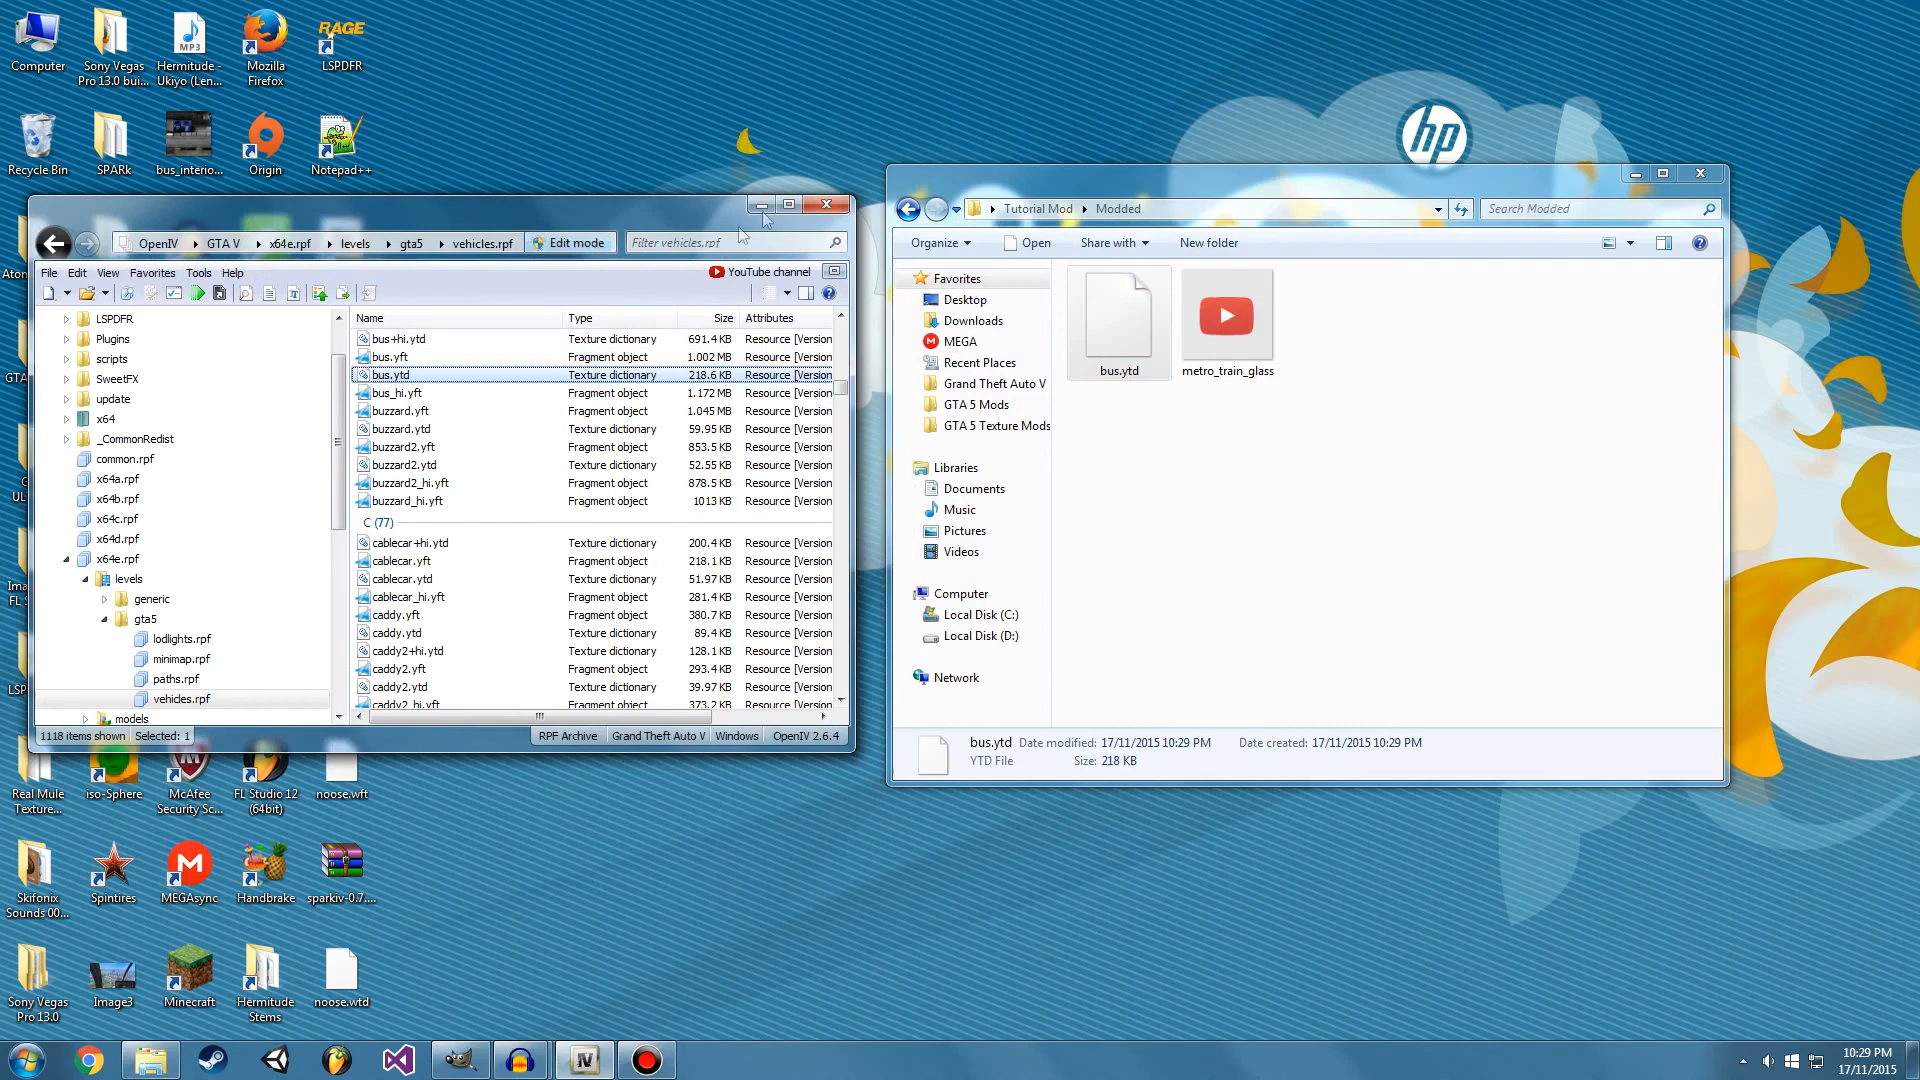 Computer
Sony Vegas
Pro 13.0 bui...
MP3
Hermitude -
Ukiyo (Len...
Mozilla
Firefox
RAGE
LSPDFR
Recycle Bin
SPARk
bus_interio...
Origin
Notepad++
hp
OpenIV
GTA V
x64e.rpf
levels
gta5
vehicles.rpf
Edit mode
Filter vehicles.rpf
File
Edit
View
Favorites
Tools
Help
YouTube channel
LSPDFR
Plugins
scripts
SweetFX
update
x64
_CommonRedist
common.rpf
x64a.rpf
x64b.rpf
x64c.rpf
x64d.rpf
x64e.rpf
levels
generic
gta5
lodlights.rpf
minimap.rpf
paths.rpf
vehicles.rpf
models
Name Type Size Attributes
bus+hi.ytd Texture dictionary 691.4 KB Resource [Version
bus.yft Fragment object 1.002 MB Resource [Version
bus.ytd Texture dictionary 218.6 KB Resource [Version
bus_hi.yft Fragment object 1.172 MB Resource [Version
buzzard.yft Fragment object 1.045 MB Resource [Version
buzzard.ytd Texture dictionary 59.95 KB Resource [Version
buzzard2.yft Fragment object 853.5 KB Resource [Version
buzzard2.ytd Texture dictionary 52.55 KB Resource [Version
buzzard2_hi.yft Fragment object 878.5 KB Resource [Version
buzzard_hi.yft Fragment object 1013 KB Resource [Version
C (77)
cablecar+hi.ytd Texture dictionary 200.4 KB Resource [Version
cablecar.yft Fragment object 218.1 KB Resource [Version
cablecar.ytd Texture dictionary 51.97 KB Resource [Version
cablecar_hi.yft Fragment object 281.4 KB Resource [Version
caddy.yft Fragment object 380.7 KB Resource [Version
caddy.ytd Texture dictionary 89.4 KB Resource [Version
caddy2+hi.ytd Texture dictionary 128.1 KB Resource [Version
caddy2.yft Fragment object 293.4 KB Resource [Version
caddy2.ytd Texture dictionary 39.97 KB Resource [Version
caddy2_hi.yft Fragment object 373.2 KB Resource [Version
1118 items shown
Selected: 1
RPF Archive
Grand Theft Auto V
Windows
OpenIV 2.6.4
Tutorial Mod
Modded
Search Modded
Organize
Open
Share with
New folder
Favorites
Desktop
Downloads
MEGA
Recent Places
Grand Theft Auto V
GTA 5 Mods
GTA 5 Texture Mods
Libraries
Documents
Music
Pictures
Videos
Computer
Local Disk (C:)
Local Disk (D:)
Network
bus.ytd
metro_train_glass
bus.ytd Date modified: 17/11/2015 10:29 PM Date created: 17/11/2015 10:29 PM
YTD File Size: 218 KB
Real Mule
Texture...
iso-Sphere
McAfee
Security Sc...
FL Studio 12
(64bit)
noose.wft
Skifonix
Sounds 00...
Spintires
MEGAsync
Handbrake
sparkiv-0.7....
Sony Vegas
Pro 13.0
Image3
Minecraft
Hermitude
Stems
noose.wtd
IV
10:29 PM
17/11/2015